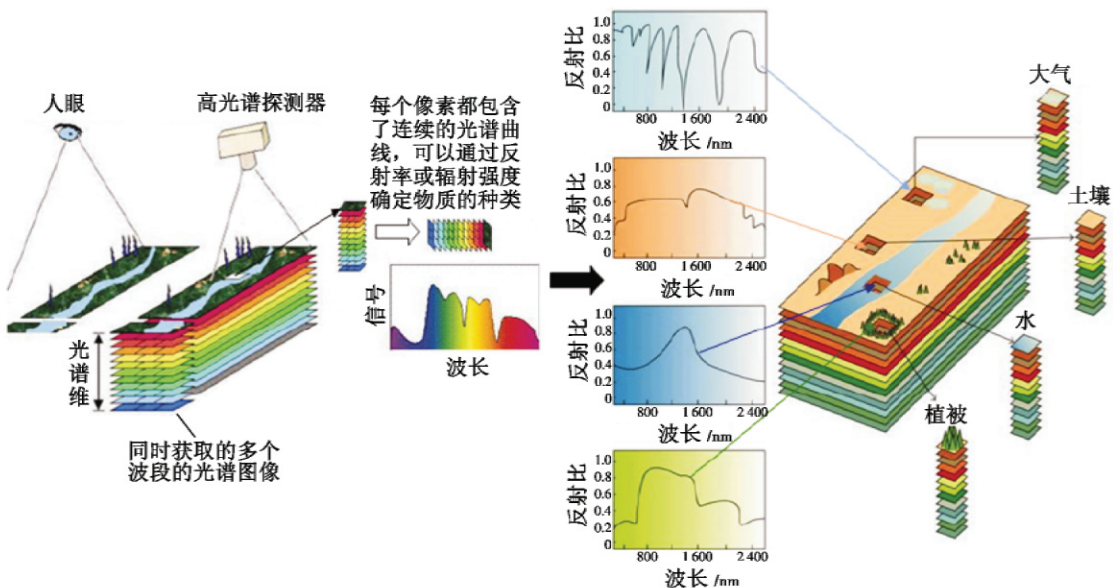 人眼
高光谱探测器
每个像素都包含
了连续的光谱曲
线，可以通过反
射率或辐射强度
确定物质的种类
光
谱
维
同时获取的多个
波段的光谱图像
信号
波长
反射比
1.0
0.8
0.6
0.4
0
800
1 600
2 400
波长 /nm
反射比
1.0
0.8
0.6
0.4
0.2
0
800
1 600
2 400
波长 /nm
反射比
1.0
0.8
0.6
0.4
0.2
0
800
1 600
2 400
波长 /nm
反射比
1.0
0.8
0.6
0.4
0.2
0
800
1 600
2 400
波长 /nm
大气
土壤
水
植被